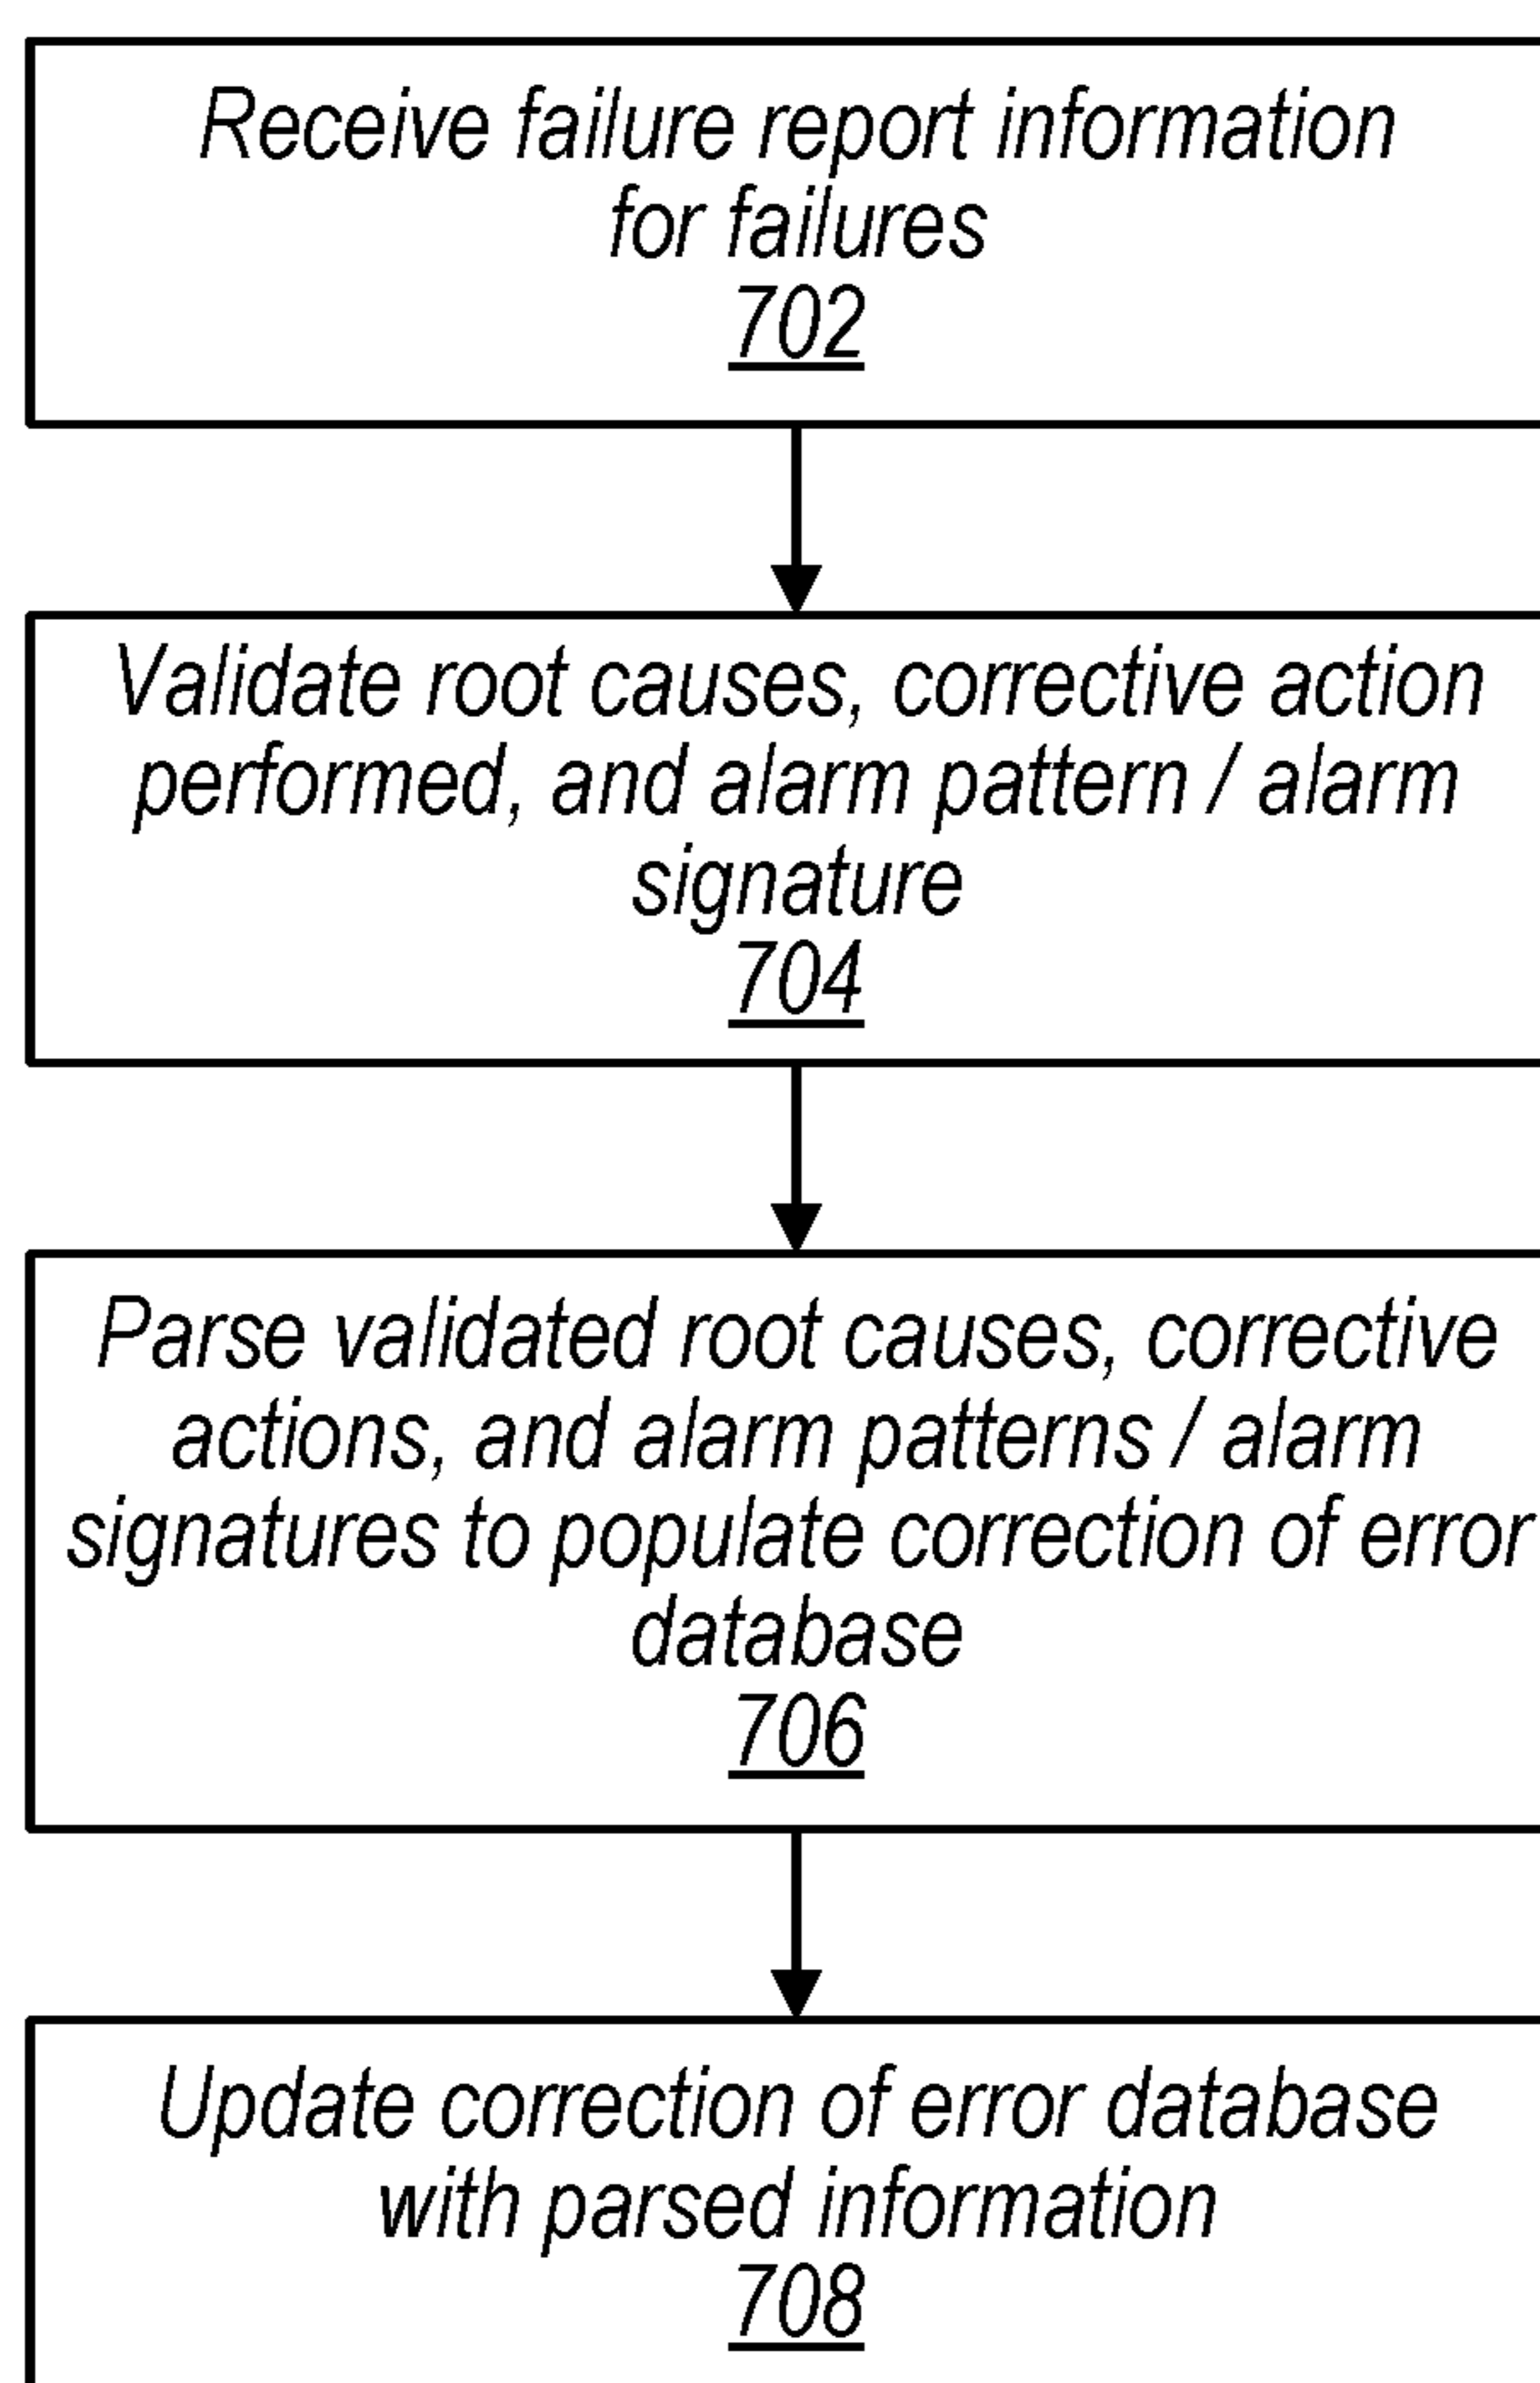 Receive failure report information
for failures
702
Validate root causes, corrective action
performed, and alarm pattern / alarm
signature
704
Parse validated root causes, corrective
actions, and alarm patterns / alarm
signatures to populate correction of error
database
706
Update correction of error database
with parsed information
708